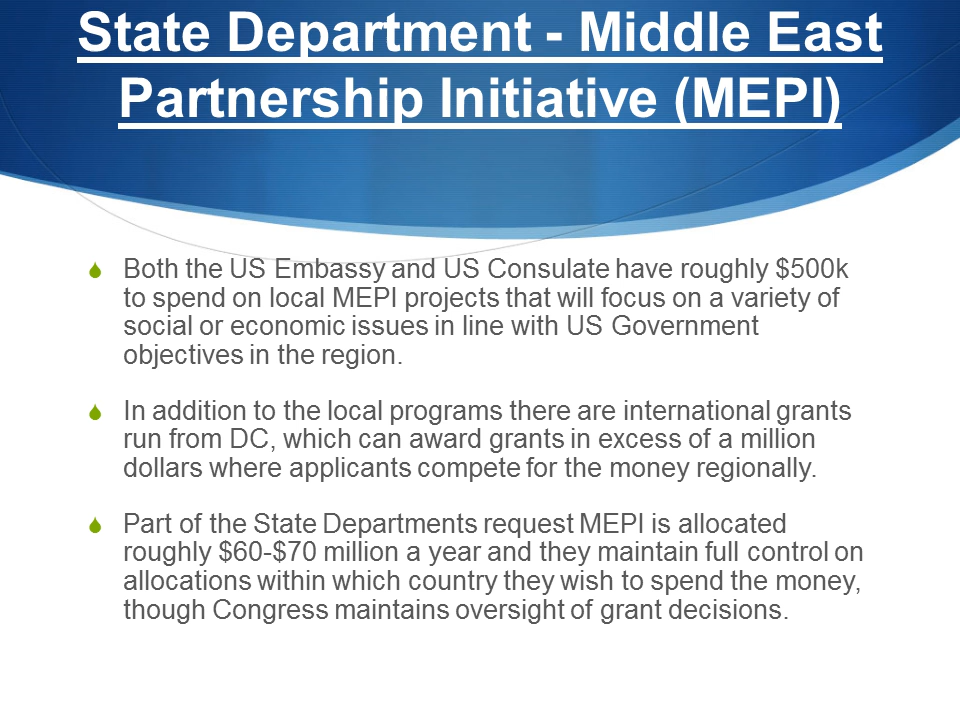 State Department - Middle East
Partnership Initiative (MEPI)
Both the US Embassy and US Consulate have roughly $500k
to spend on local MEPI projects that will focus on a variety of
social or economic issues in line with US Government
objectives in the region.
In addition to the local programs there are international grants
run from DC, which can award grants in excess of a million
dollars where applicants compete for the money regionally.
Part of the State Departments request MEPI is allocated
roughly $60-$70 million a year and they maintain full control on
allocations within which country they wish to spend the money,
though Congress maintains oversight of grant decisions.